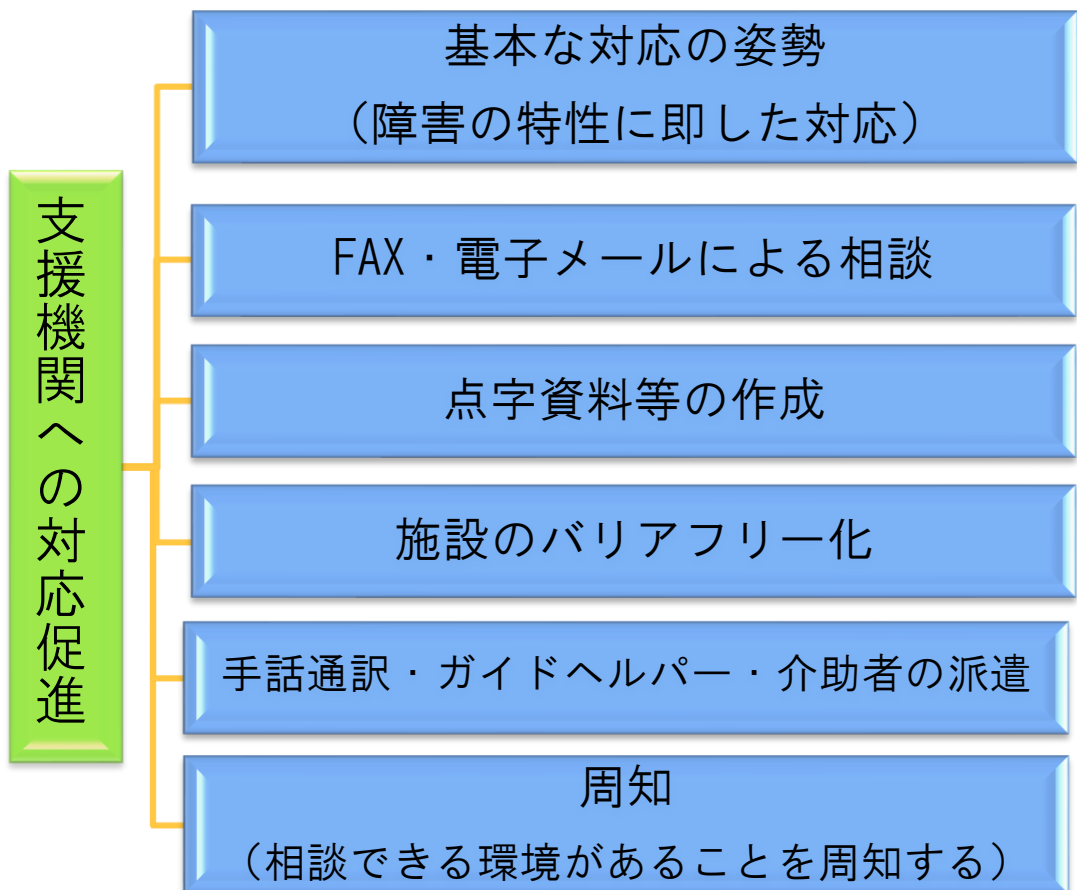 支援機関への対応促進
基本な対応の姿勢
（障害の特性に即した対応）
FAX・電子メールによる相談
点字資料等の作成
施設のバリアフリー化
手話通訳・ガイドヘルパー・介助者の派遣
周知
（相談できる環境があることを周知する）